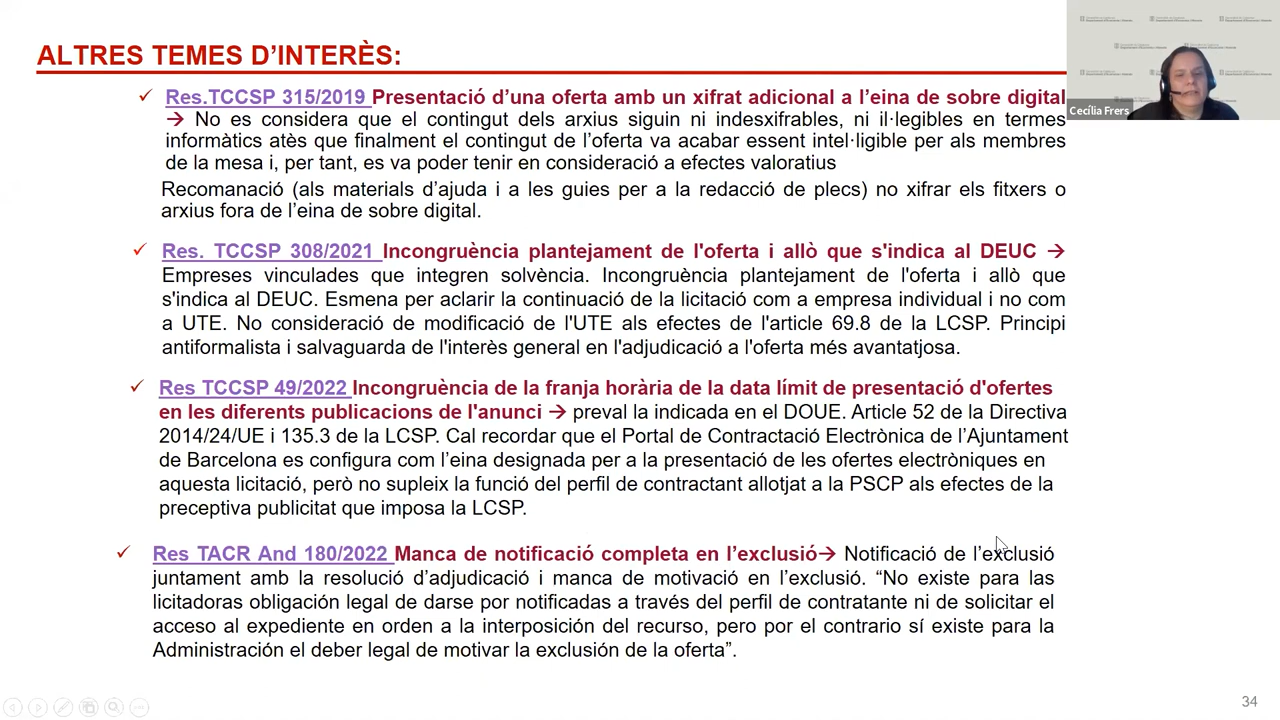 ALTRES TEMES D'INTERÈS:
Cecília Frers
Res.TCCSP 315/2019 Presentació d'una oferta amb un xifrat adicional a l'eina de sobre digital
→ No es considera que el contingut dels arxius siguin ni indesxifrables, ni il·legibles en termes
informàtics atès que finalment el contingut de l'oferta va acabar essent intel·ligible per als membres
de la mesa i, per tant, es va poder tenir en consideració a efectes valoratius
Recomanació (als materials d'ajuda i a les guies per a la redacció de plecs) no xifrar els fitxers o
arxius fora de l'eina de sobre digital.
Res. TCCSP 308/2021 Incongruència plantejament de l'oferta i allò que s'indica al DEUC →
Empreses vinculades que integren solvència. Incongruència plantejament de l'oferta i allò que
s'indica al DEUC. Esmena per aclarir la continuació de la licitació com a empresa individual i no com
a UTE. No consideració de modificació de l'UTE als efectes de l'article 69.8 de la LCSP. Principi
antiformalista i salvaguarda de l'interès general en l'adjudicació a l'oferta més avantatjosa.
Res TCCSP 49/2022 Incongruència de la franja horària de la data límit de presentació d'ofertes
en les diferents publicacions de l'anunci → preval la indicada en el DOUE. Article 52 de la Directiva
2014/24/UE i 135.3 de la LCSP. Cal recordar que el Portal de Contractació Electrònica de l'Ajuntament
de Barcelona es configura com l'eina designada per a la presentació de les ofertes electròniques en
aquesta licitació, però no supleix la funció del perfil de contractant allotjat a la PSCP als efectes de la
preceptiva publicitat que imposa la LCSP.
Res TACR And 180/2022 Manca de notificació completa en l'exclusió→ Notificació de l'exclusió
juntament amb la resolució d'adjudicació i manca de motivació en l'exclusió. “No existe para las
licitadoras obligación legal de darse por notificadas a través del perfil de contratante ni de solicitar el
acceso al expediente en orden a la interposición del recurso, pero por el contrario sí existe para la
Administración el deber legal de motivar la exclusión de la oferta”.
34